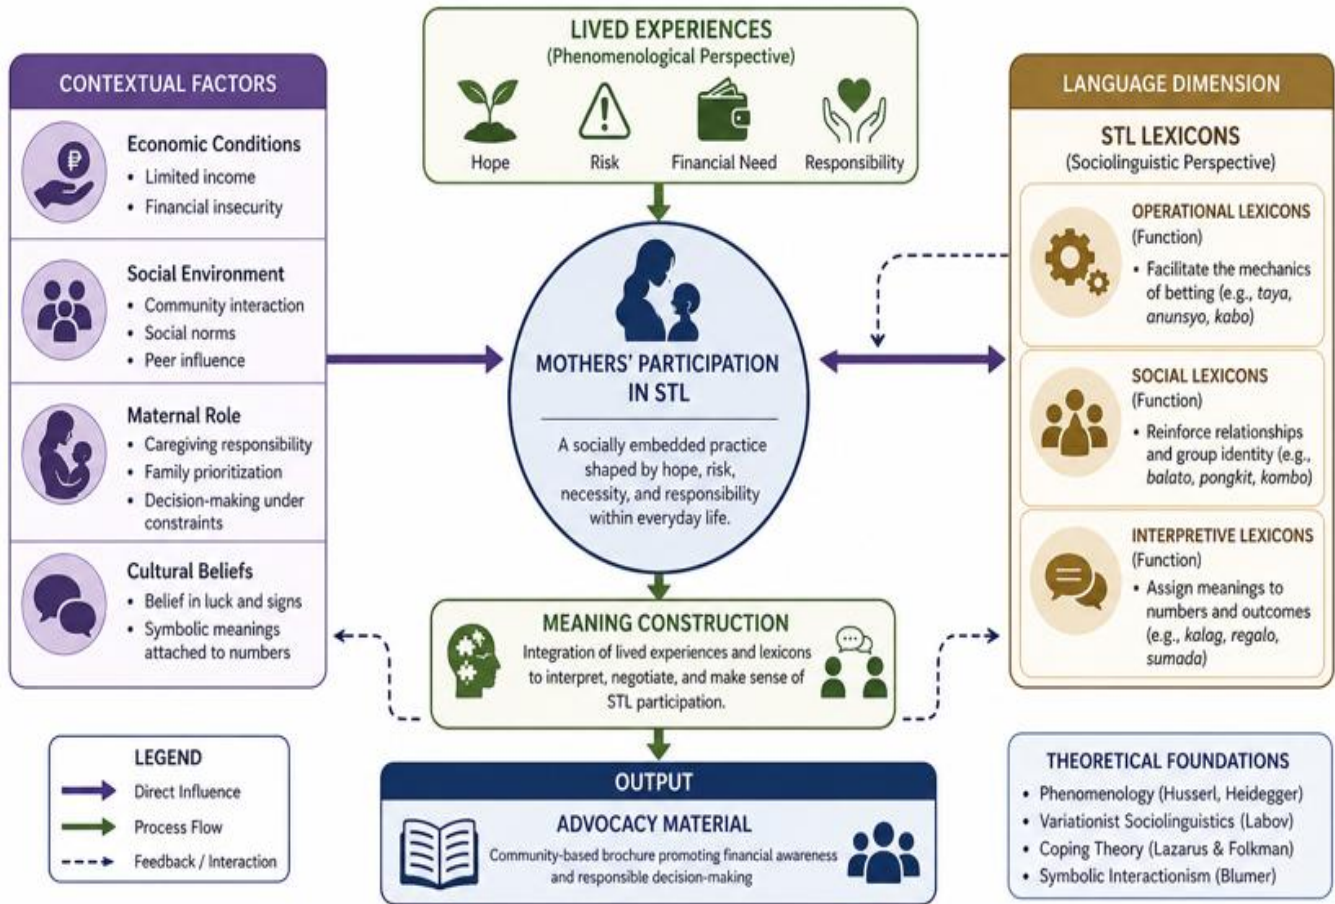 LIVED EXPERIENCES
(Phenomenological Perspective)
Hope
Risk
Financial Need
Responsibility
CONTEXTUAL FACTORS
₽
Economic Conditions
• Limited income
• Financial insecurity
Social Environment
• Community interaction
• Social norms
• Peer influence
Maternal Role
• Caregiving responsibility
• Family prioritization
• Decision-making under
constraints
Cultural Beliefs
• Belief in luck and signs
• Symbolic meanings
attached to numbers
MOTHERS' PARTICIPATION
IN STL
A socially embedded practice
shaped by hope, risk,
necessity, and responsibility
within everyday life.
LANGUAGE DIMENSION
STL LEXICONS
(Sociolinguistic Perspective)
OPERATIONAL LEXICONS
(Function)
• Facilitate the mechanics
of betting (e.g., taya,
anunsyo, kabo)
SOCIAL LEXICONS
(Function)
• Reinforce relationships
and group identity (e.g.,
balato, pongkit, kombo)
INTERPRETIVE LEXICONS
(Function)
• Assign meanings to
numbers and outcomes
(e.g., kalag, regalo,
sumada)
MEANING CONSTRUCTION
Integration of lived experiences and lexicons
to interpret, negotiate, and make sense of
STL participation.
LEGEND
Direct Influence
Process Flow
Feedback / Interaction
OUTPUT
ADVOCACY MATERIAL
Community-based brochure promoting financial awareness
and responsible decision-making
THEORETICAL FOUNDATIONS
• Phenomenology (Husserl, Heidegger)
• Variationist Sociolinguistics (Labov)
• Coping Theory (Lazarus & Folkman)
• Symbolic Interactionism (Blumer)